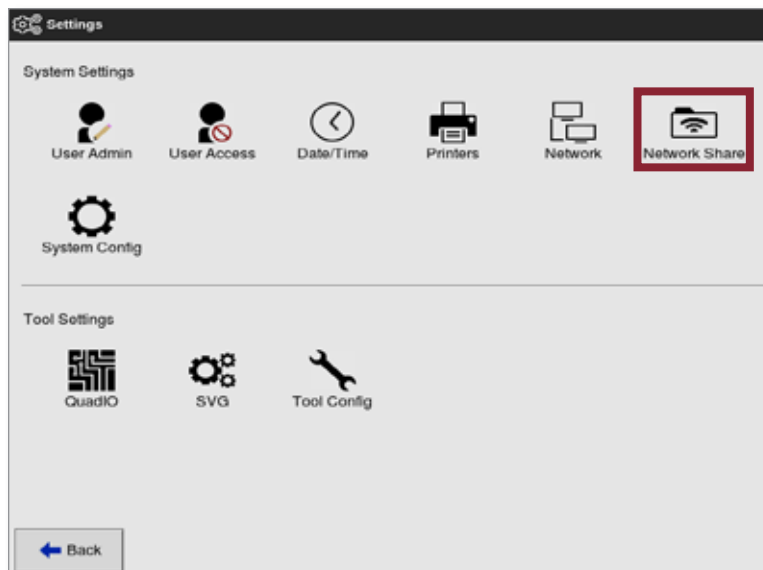 Settings
System Settings
User Admin User Access Date/Time Printers Network Network Share
System Config
Tool Settings
QuadIO SVG Tool Config
Back